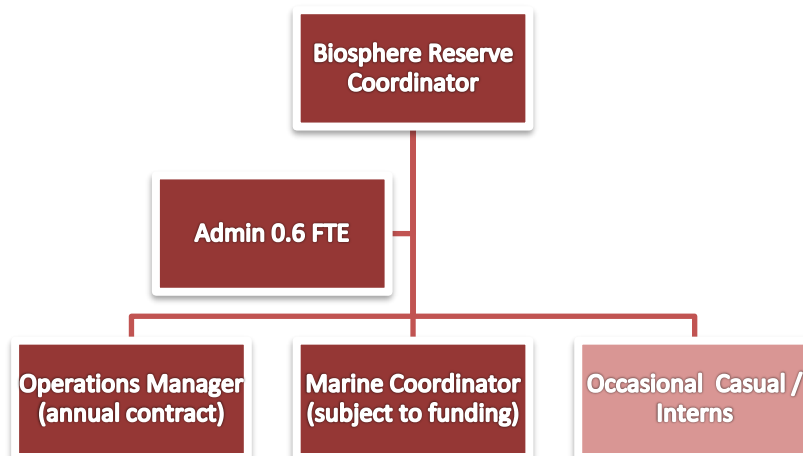 Biosphere Reserve
Coordinator
Admin 0.6 FTE
Operations Manager
(annual contract)
Marine Coordinator
(subject to funding)
Occasional  Casual /
Interns